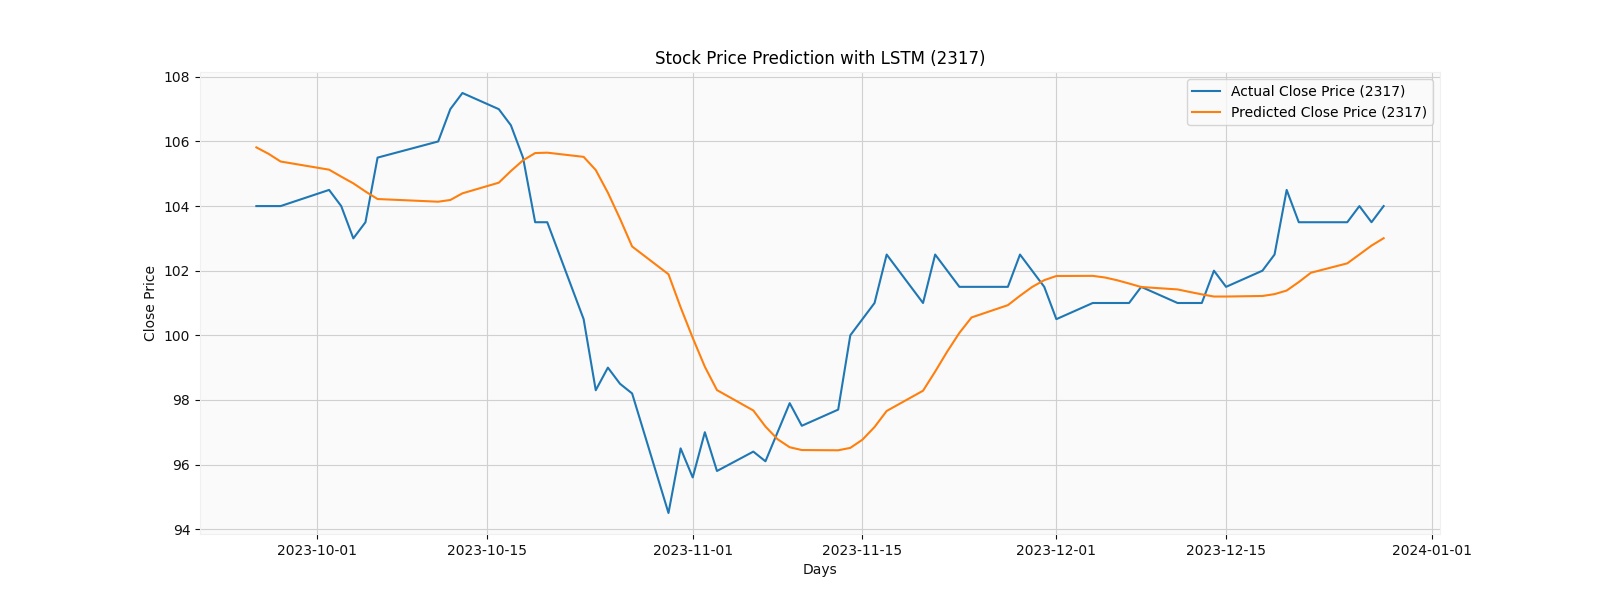 Stock Price Prediction with LSTM (2317)
Actual Close Price (2317)
Predicted Close Price (2317)
Close Price
108
106
104
102
100
98
96
94
2023-10-01 2023-10-15 2023-11-01 2023-11-15 2023-12-01 2023-12-15 2024-01-01
Days